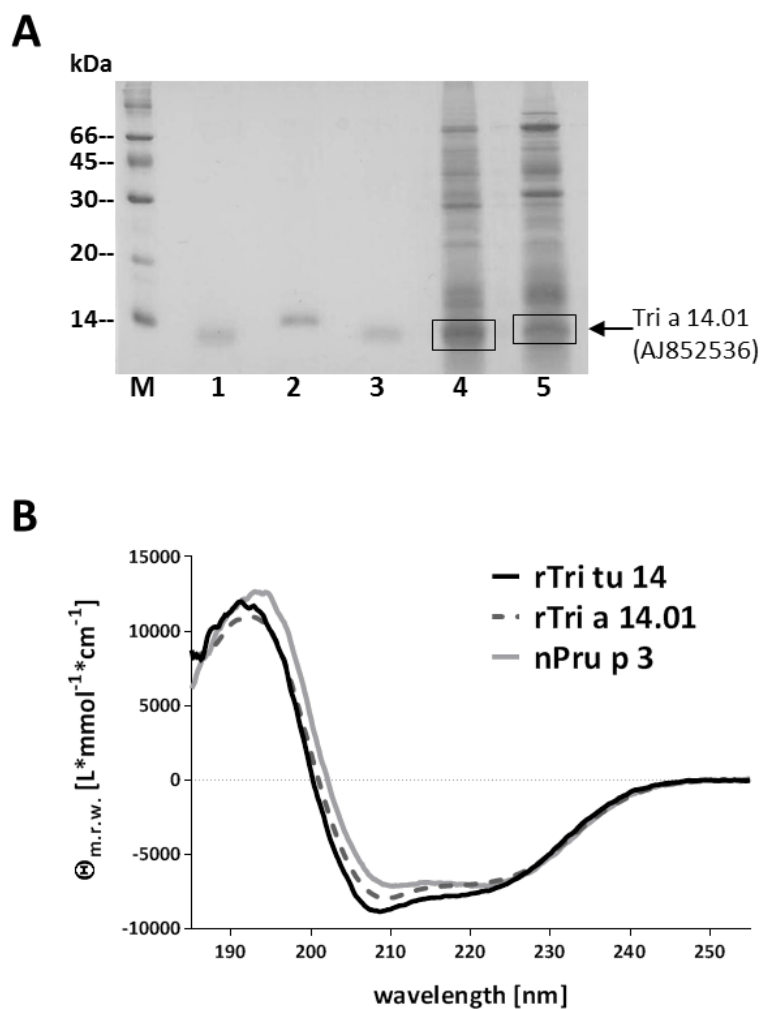 A
kDa
66--
45--
30--
20--
14--
Tri a 14.01
(AJ852536)
M 1 2 3 4 5
B
15000
10000
5000
0
-5000
-10000
Θm.r.w. [L*mmol-1*cm-1]
rTri tu 14
rTri a 14.01
nPru p 3
190 200 210 220 230 240 250
wavelength [nm]